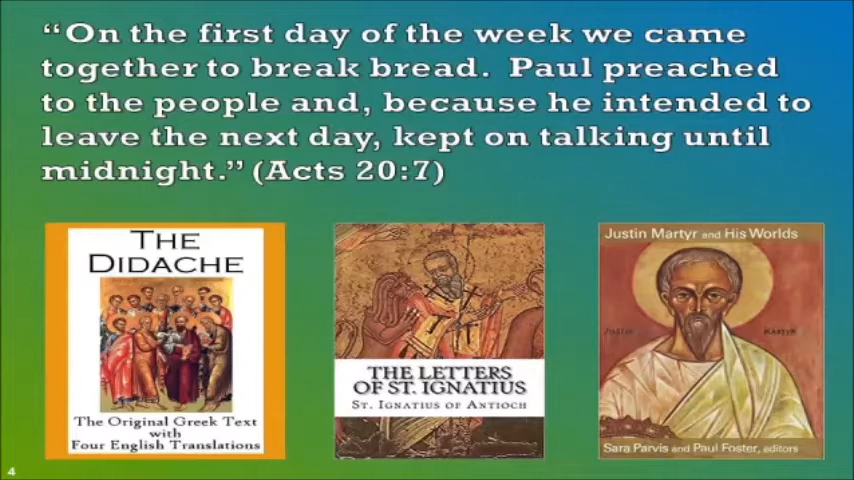 “On the first day of the week we came
together to break bread.  Paul preached
to the people and, because he intended to
leave the next day, kept on talking until
midnight.” (Acts 20:7)
THE
DIDACHE
The Original Greek Text
with
Four English Translations
THE LETTERS
OF ST. IGNATIUS
ST. IGNATIUS OF ANTIOCH
Justin Martyr and His Worlds
Sara Parvis and Paul Foster, editors
4